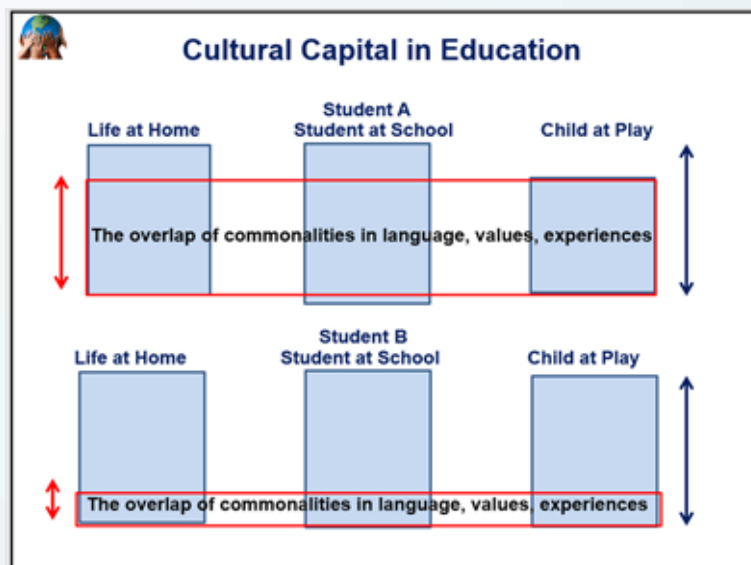 Cultural Capital in Education
Student A
Life at Home Student at School Child at Play
The overlap of commonalities in language, values, experiences
Student B
Life at Home Student at School Child at Play
The overlap of commonalities in language, values, experiences